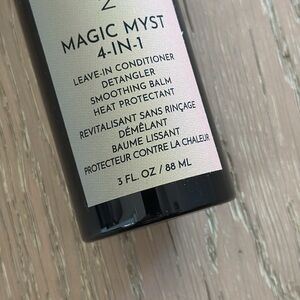 2
MAGIC MYST
4-IN-1
LEAVE-IN CONDITIONER
DETANGLER
SMOOTHING BALM
HEAT PROTECTANT
REVITALISANT SANS RINÇAGE
DÉMÊLANT
BAUME LISSANT
PROTECTEUR CONTRE LA CHALEUR
3 FL. OZ / 88 ML